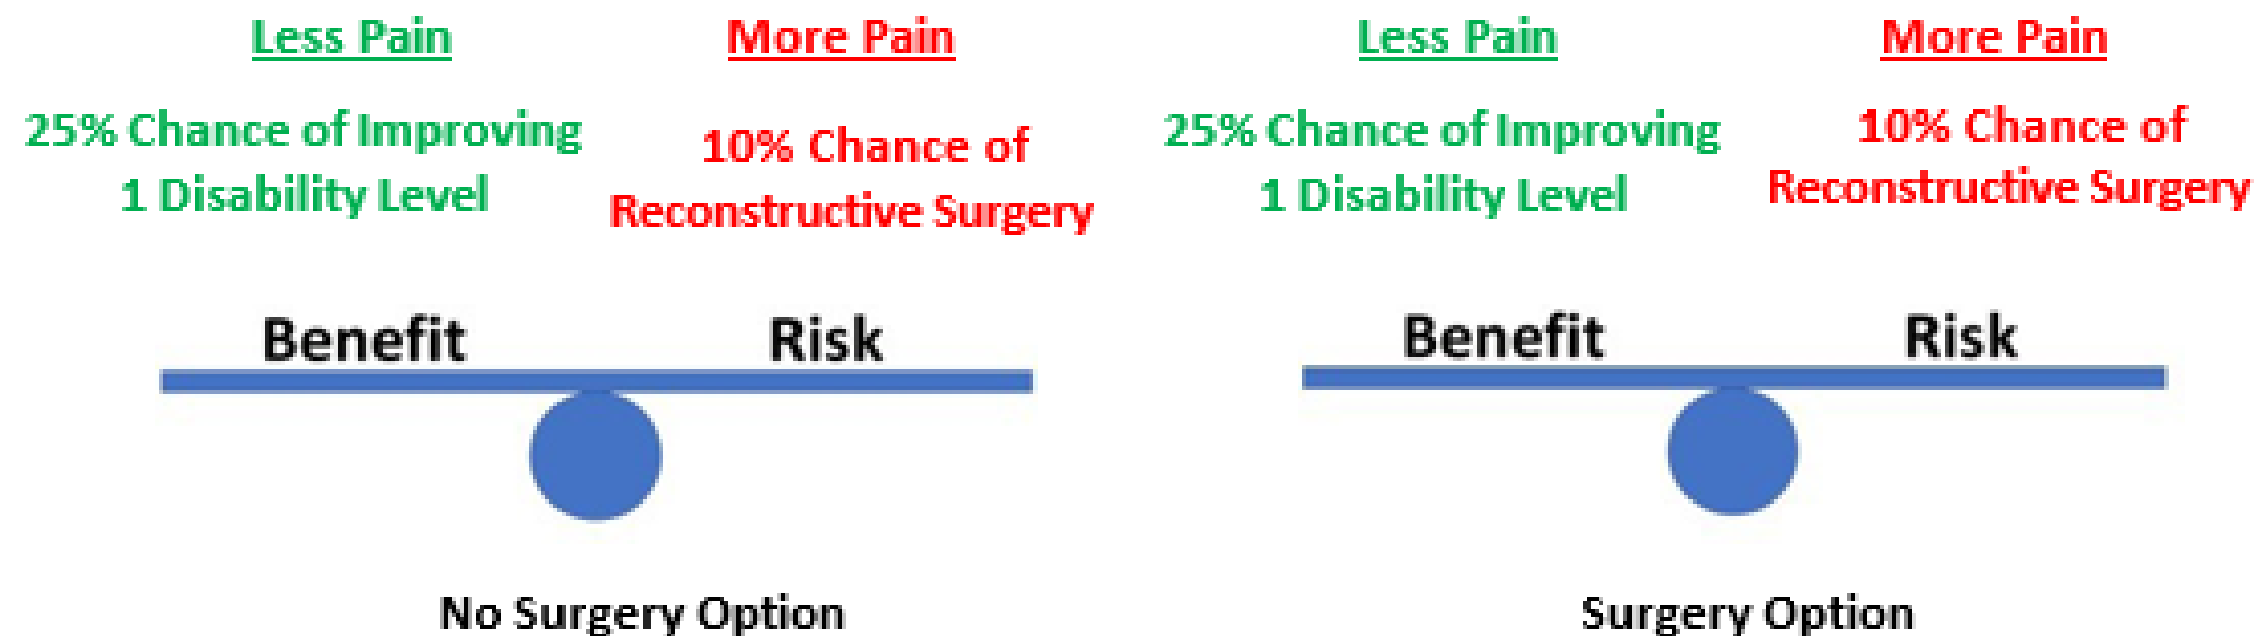 Less Pain
More Pain
25% Chance of Improving
1 Disability Level
10% Chance of
Reconstructive Surgery
Benefit
Risk
No Surgery Option
Less Pain
More Pain
25% Chance of Improving
1 Disability Level
10% Chance of
Reconstructive Surgery
Benefit
Risk
Surgery Option